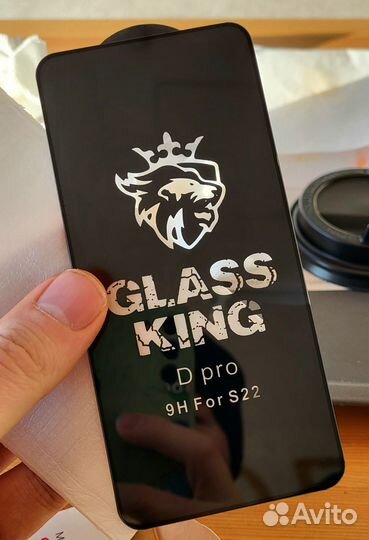 GLASS
KING
D pro
9H For S22
Avito